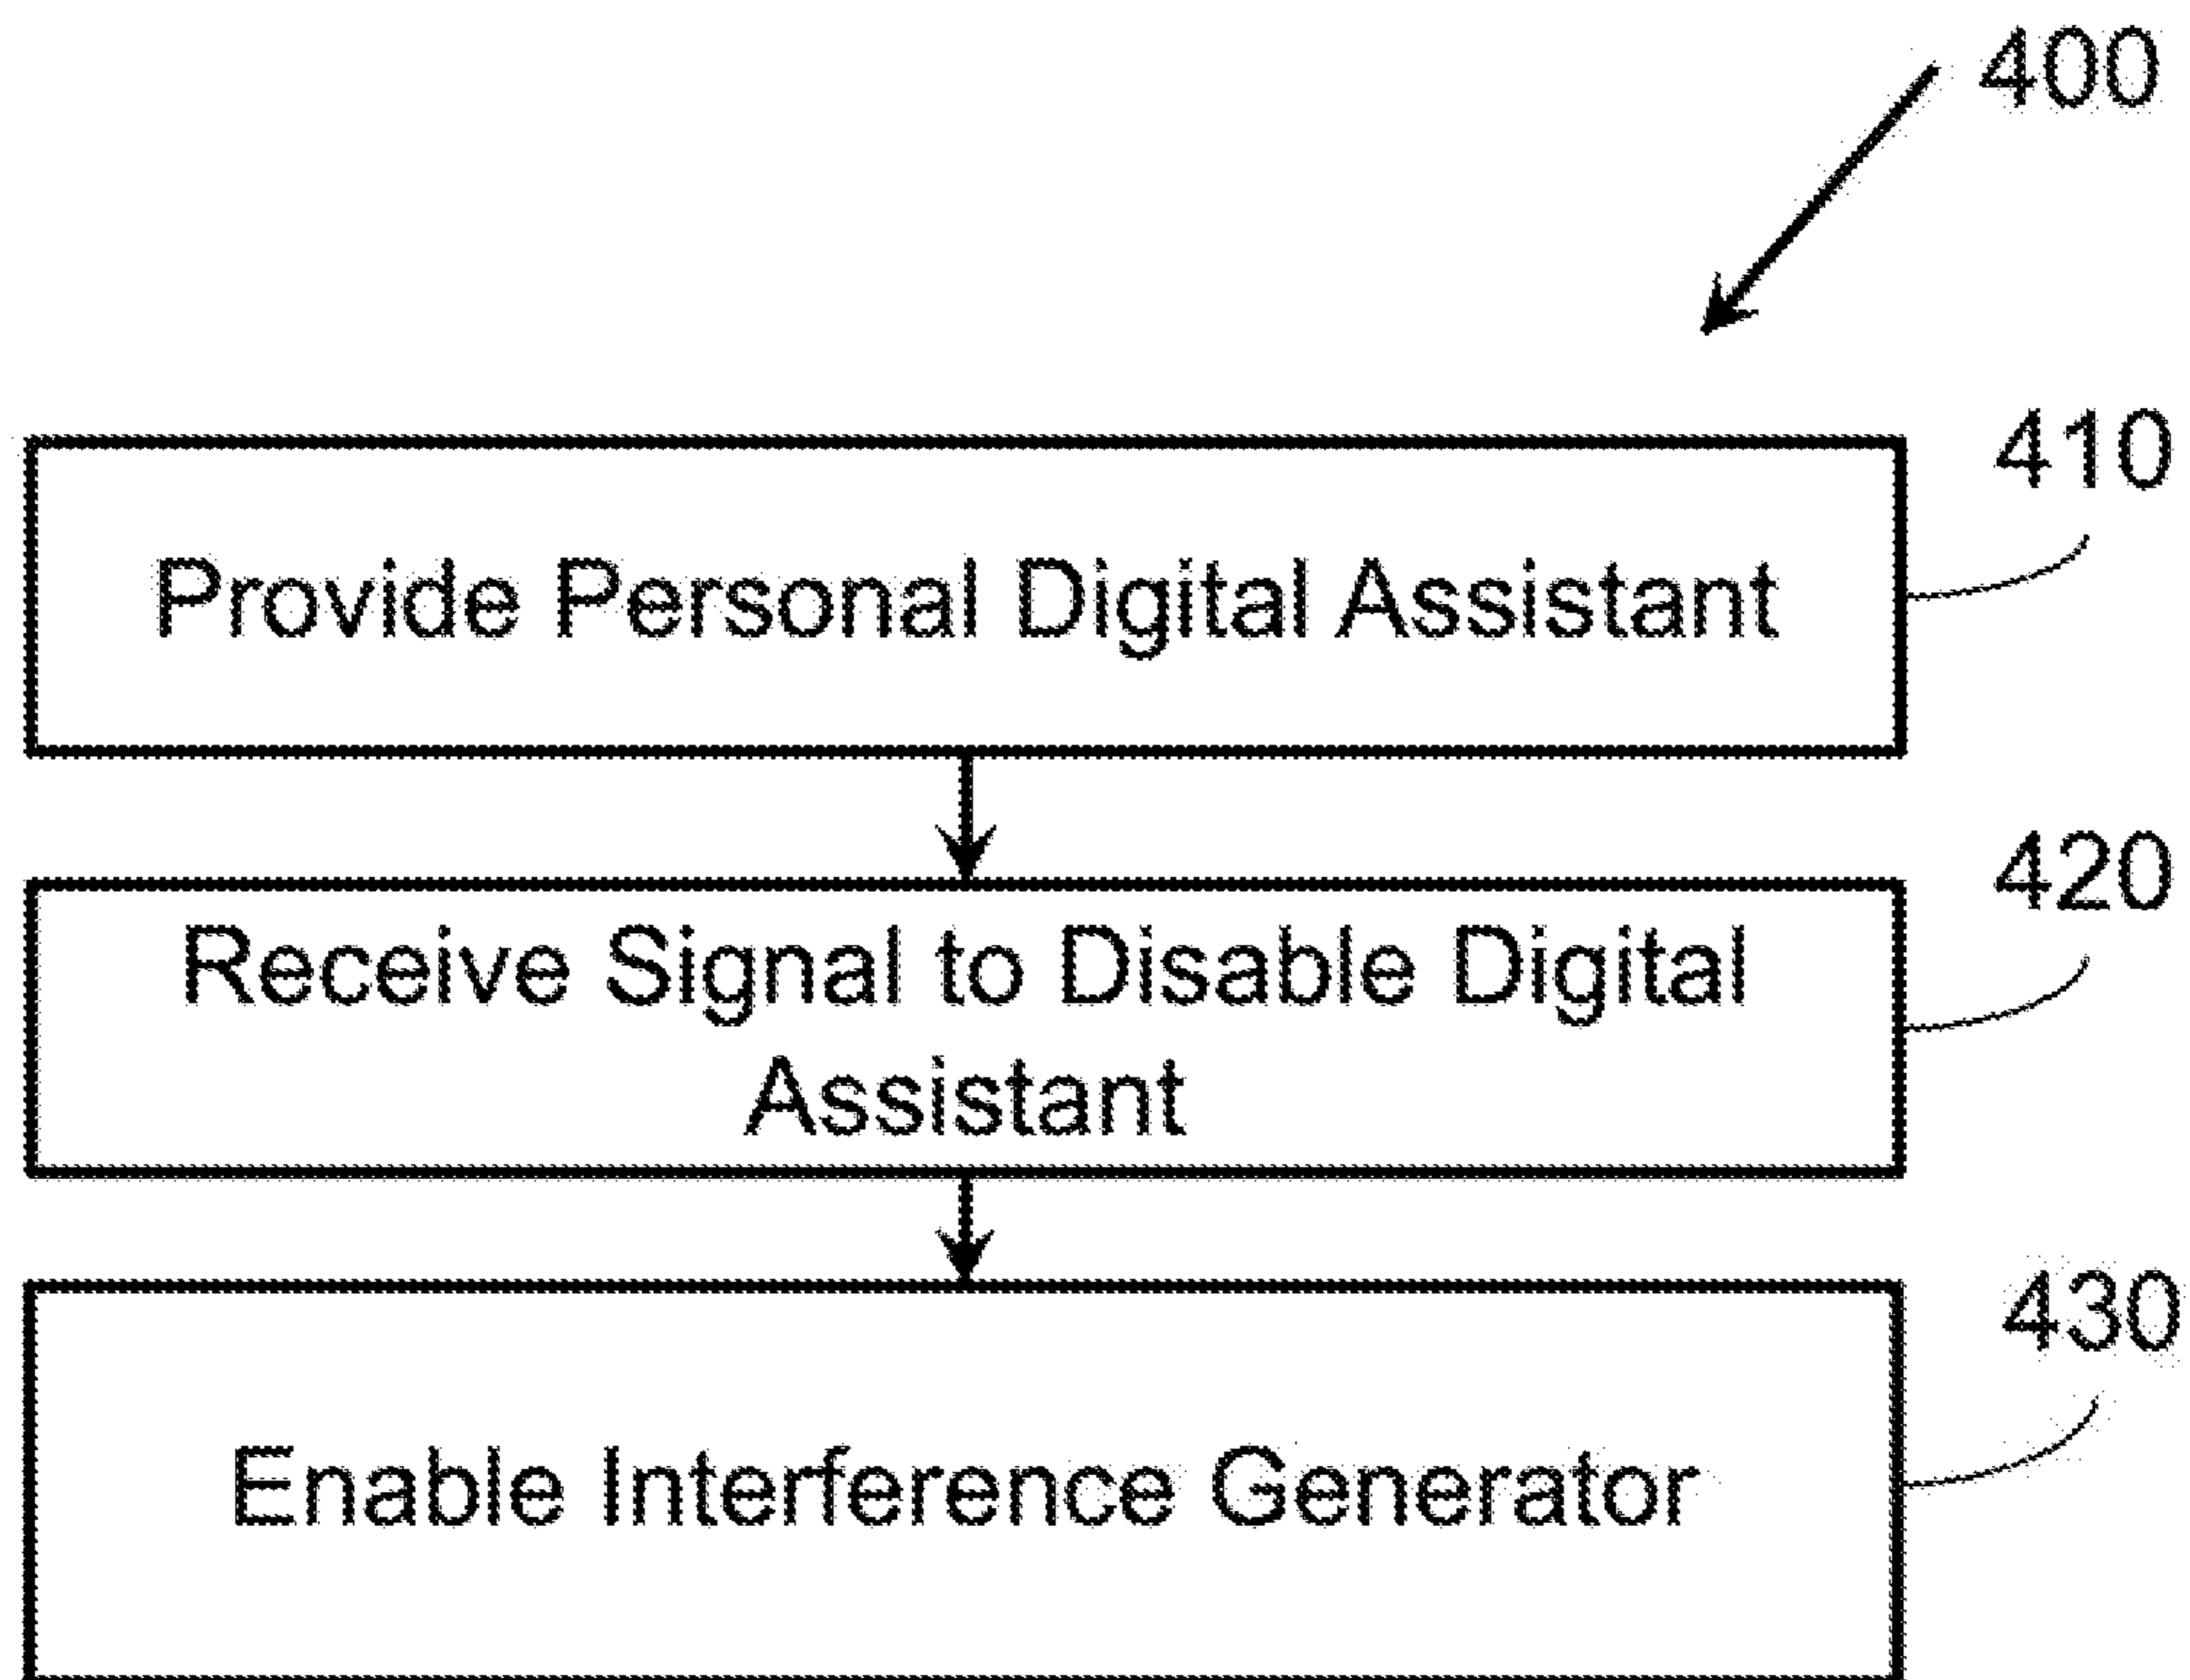 400
410
Provide Personal Digital Assistant
420
Receive Signal to Disable Digital
Assistant
430
Enable Interference Generator